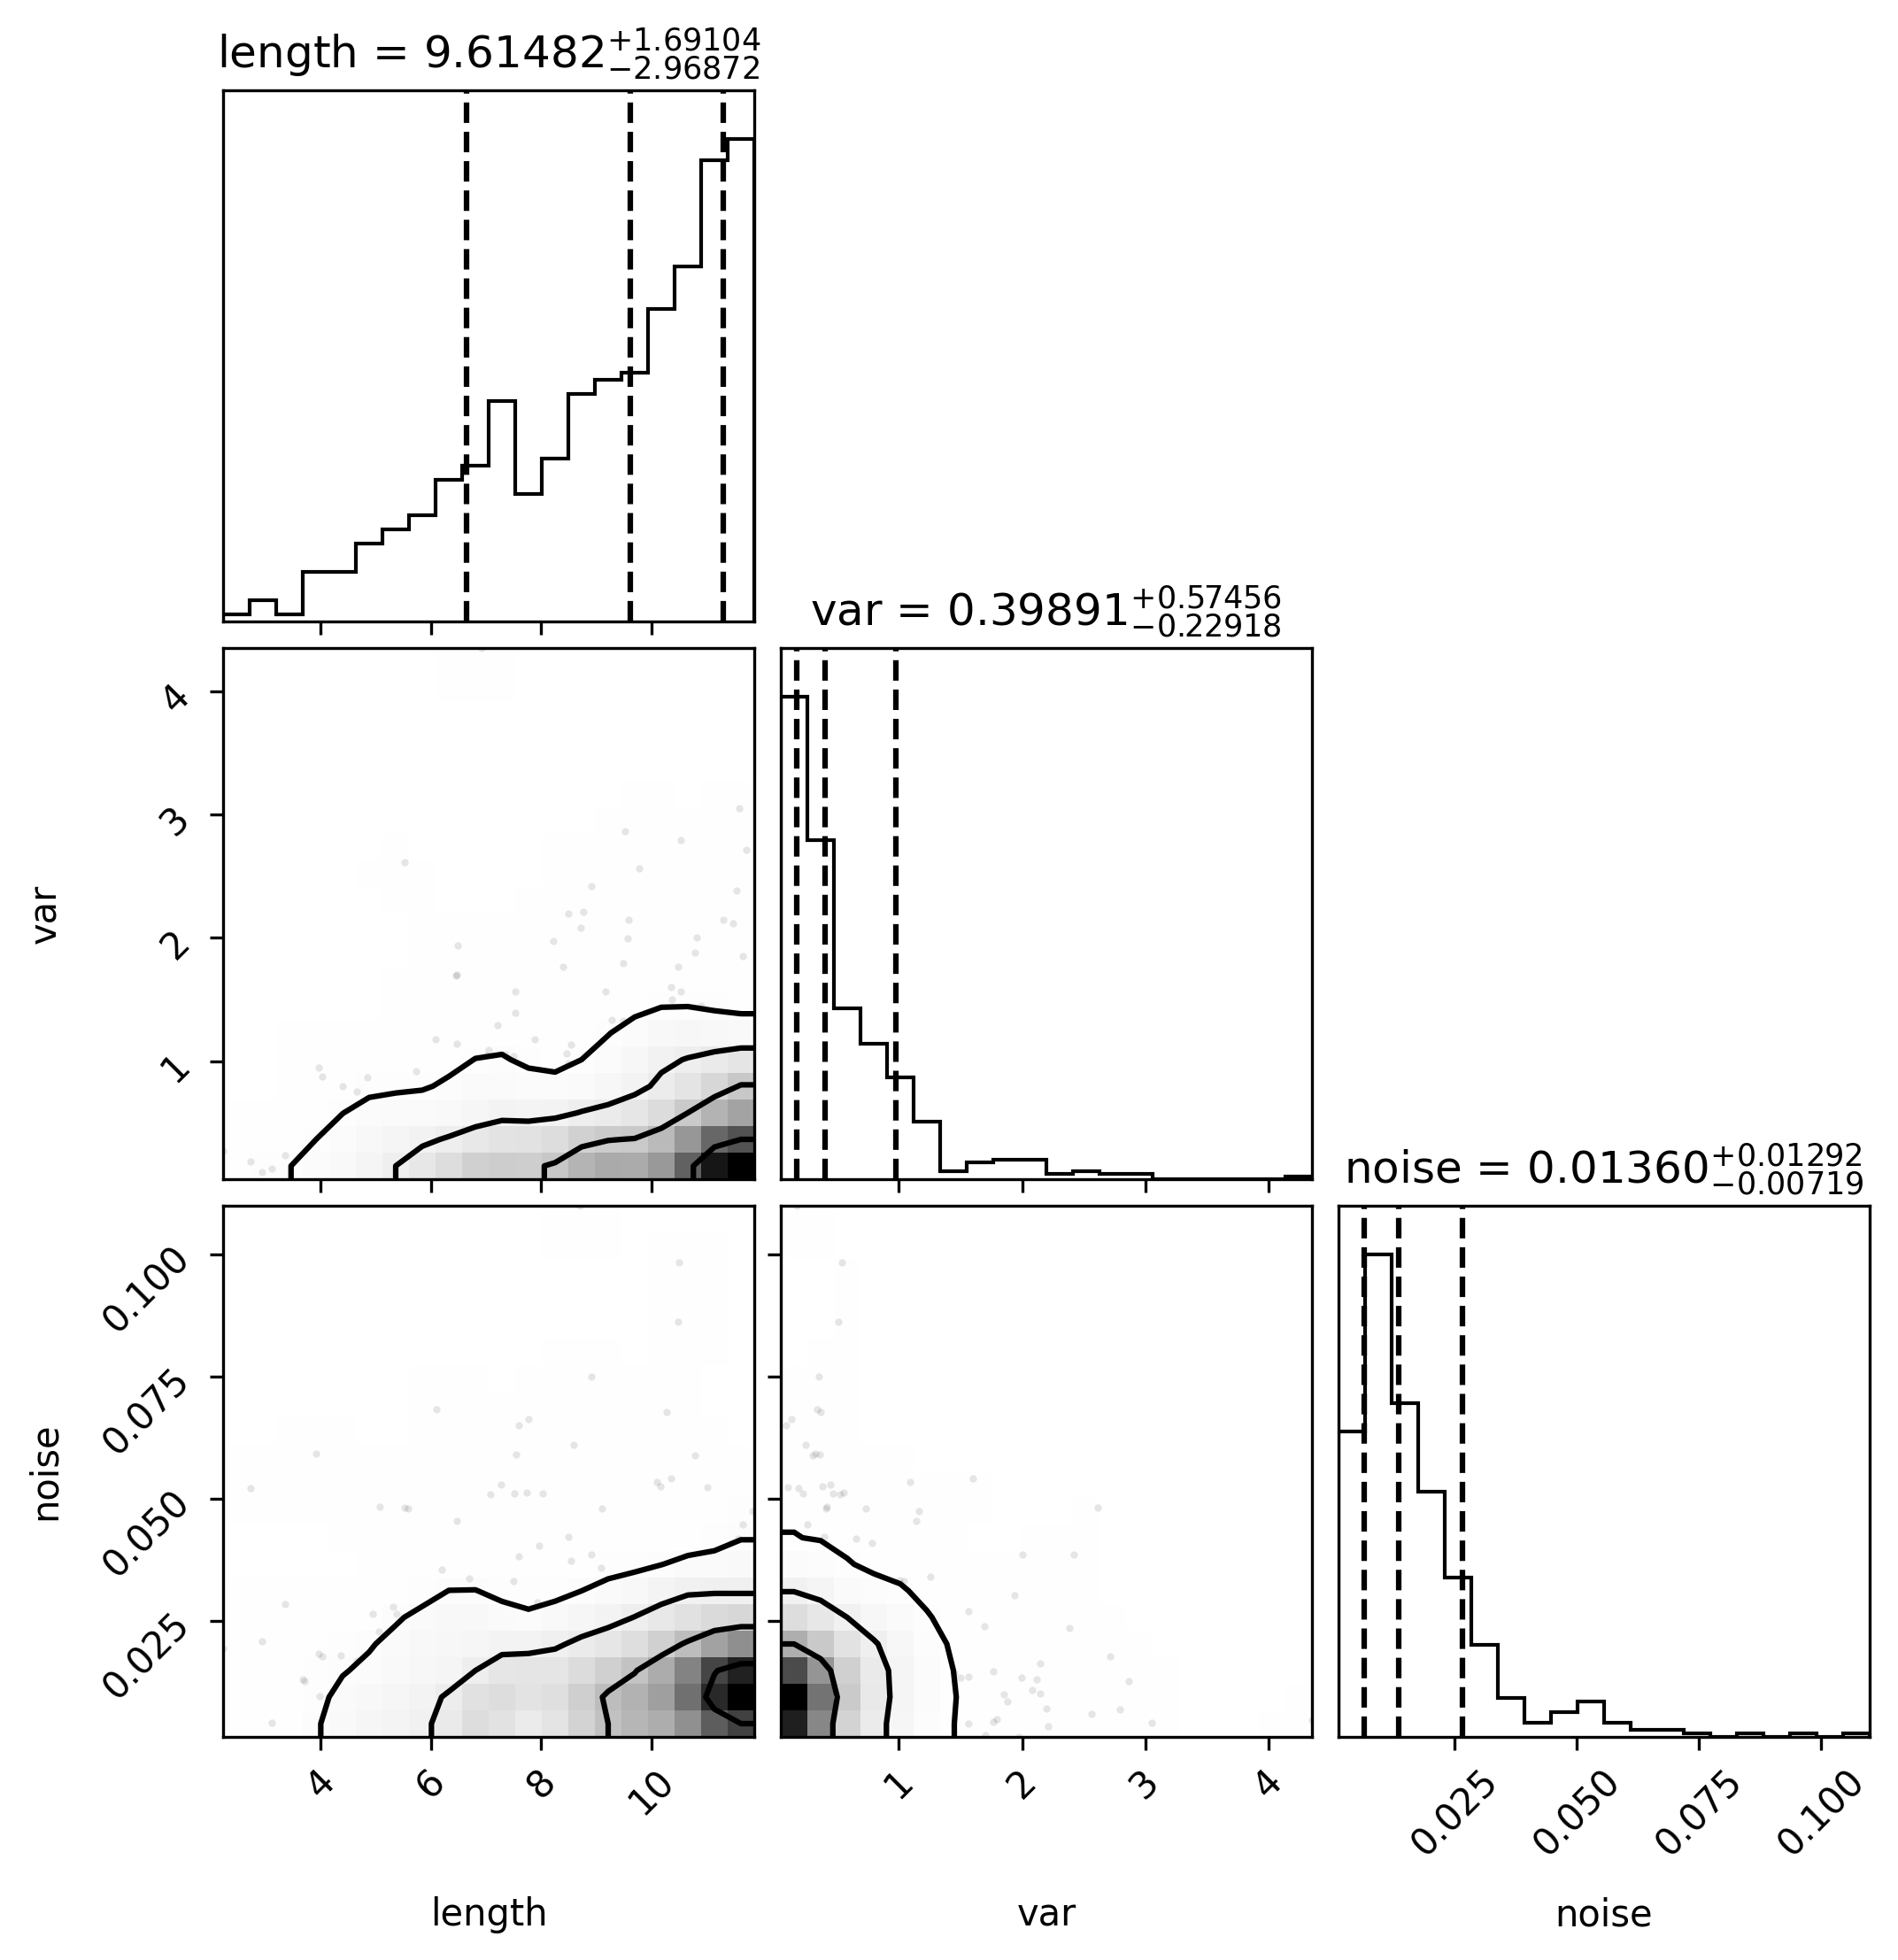 length = 9.61482 +1.69104 −2.96872
var = 0.39891 +0.57456 −0.22918
4
3
2
1
var
noise = 0.01360 +0.01292 −0.00719
0.100
0.075
0.050
0.025
noise
4 6 8 10 1 2 3 4 0.025 0.050 0.075 0.100
length var noise